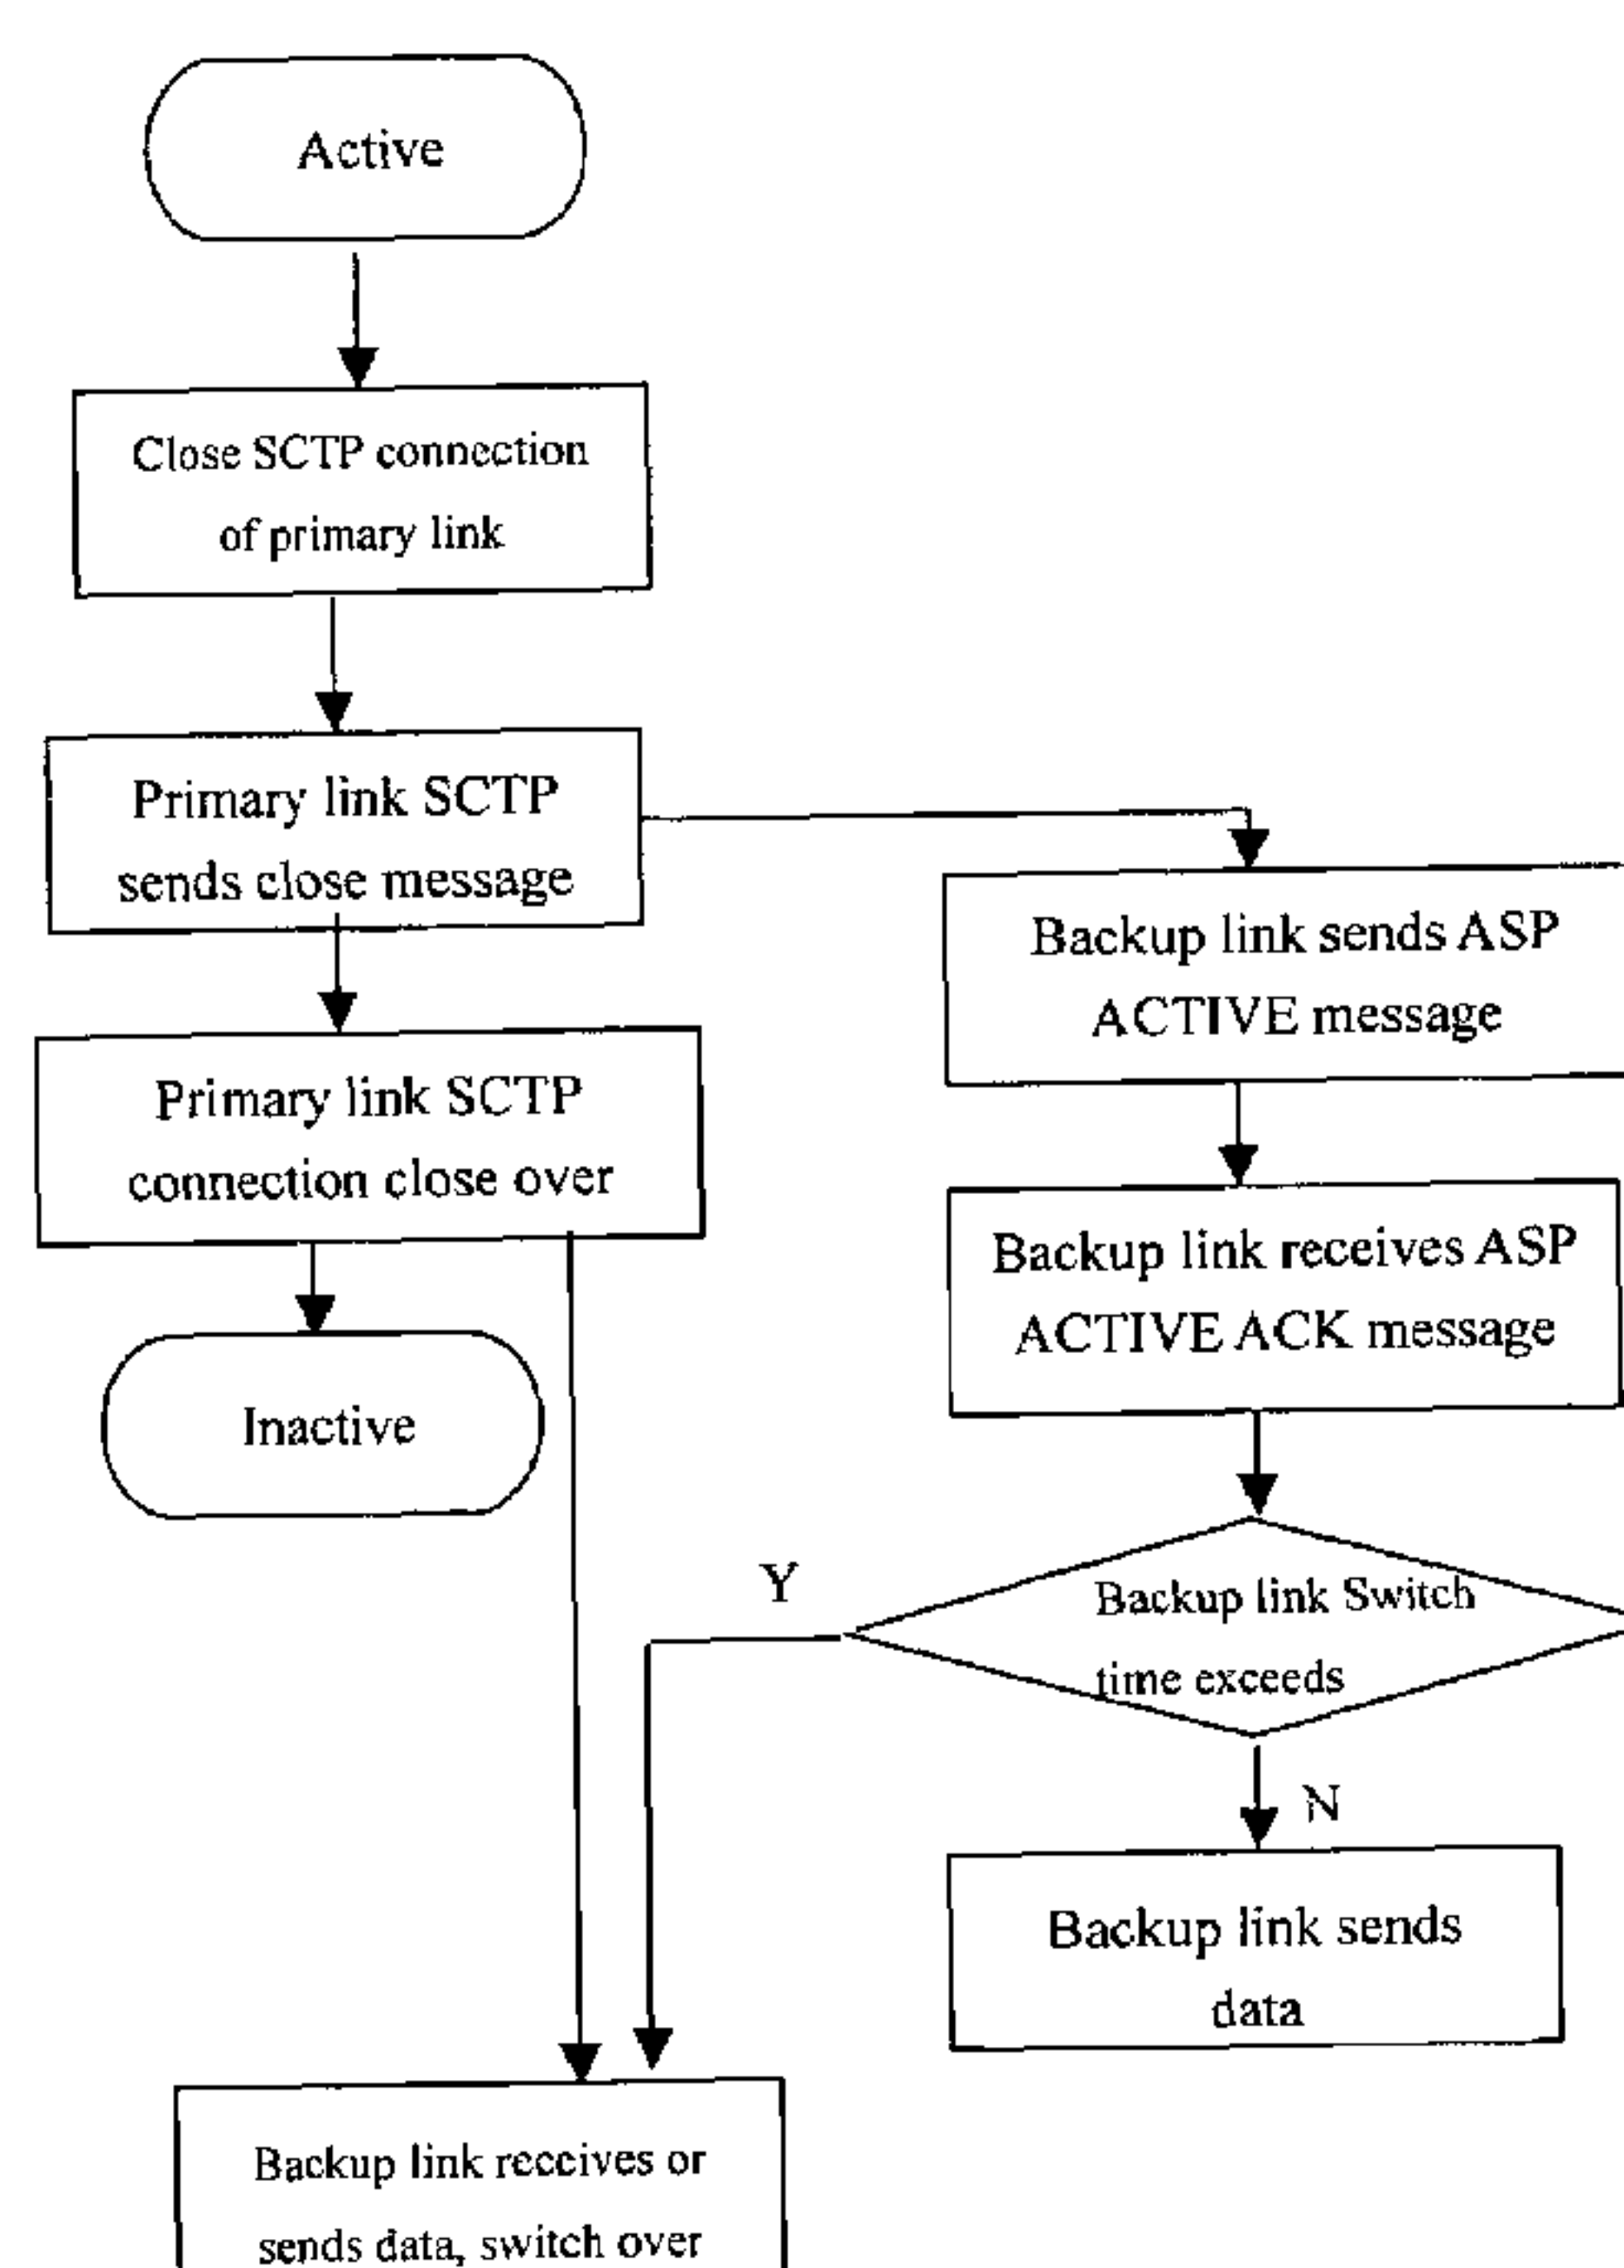 Active
Close SCTP connection
of primary link
Primary link SCTP
sends close message
Backup link sends ASP
ACTIVE message
Primary link SCTP
connection close over
Backup link receives ASP
ACTIVE ACK message
Inactive
Y
Backup link Switch
time exceeds
N
Backup link sends
data
Backup link receives or
sends data, switch over